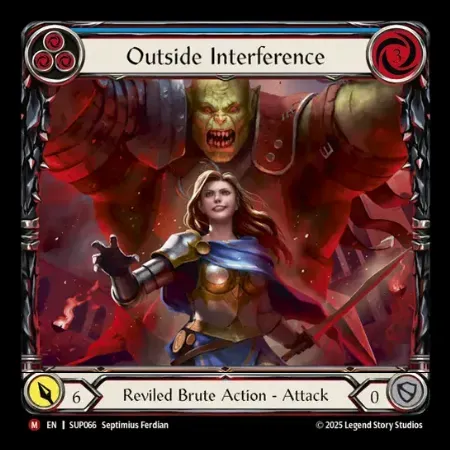 Outside Interference
3
6
Reviled Brute Action - Attack
0
M EN | SUP066 Septimius Ferdian
© 2025 Legend Story Studios